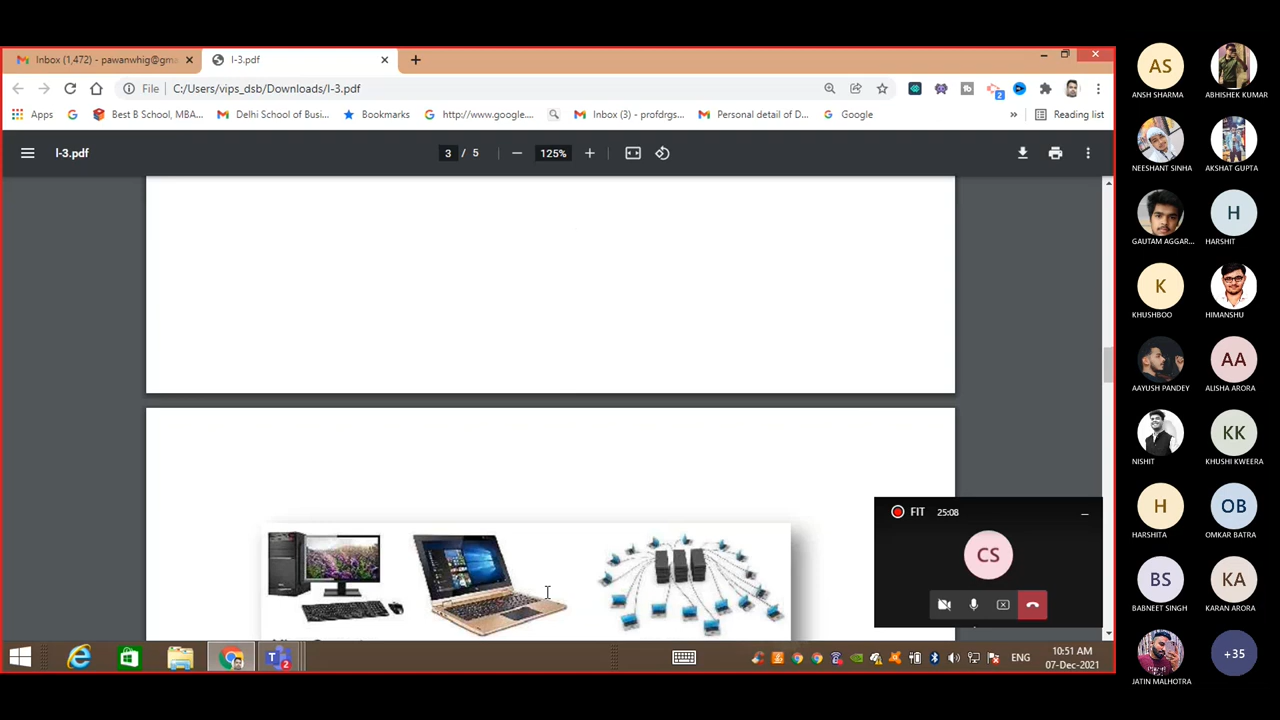 Inbox (1,472) - pawanwhig@gma
I-3.pdf
File
C:/Users/vips_dsb/Downloads/I-3.pdf
2
Apps
Best B School, MBA...
Delhi School of Busi...
Bookmarks
http://www.google....
Inbox (3) - profdrgs...
Personal detail of D...
Google
»
Reading list
I-3.pdf
3 / 5
125%
FIT 25:08
CS
2
ENG
10:51 AM
07-Dec-2021
AS
ANSH SHARMA
ABHISHEK KUMAR
NEESHANT SINHA
AKSHAT GUPTA
GAUTAM AGGAR...
H
HARSHIT
K
KHUSHBOO
HIMANSHU
AAYUSH PANDEY
AA
ALISHA ARORA
NISHIT
KK
KHUSHI KWEERA
H
HARSHITA
OB
OMKAR BATRA
BS
BABNEET SINGH
KA
KARAN ARORA
JATIN MALHOTRA
+35